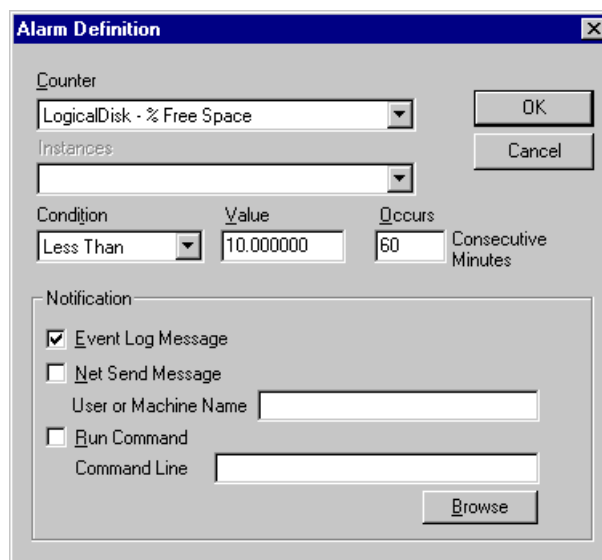 Alarm Definition
Counter
LogicalDisk - % Free Space
OK
Instances
Cancel
Condition Value Occurs
Less Than 10.000000 60 Consecutive
Minutes
Notification
Event Log Message
Net Send Message
User or Machine Name
Run Command
Command Line
Browse